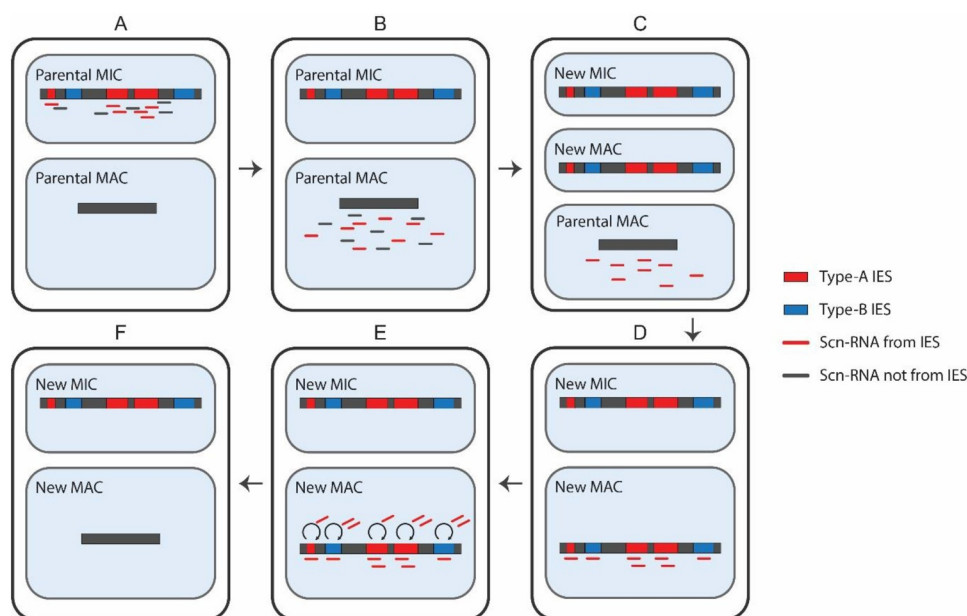 A
B
C
Parental MIC
Parental MAC
Parental MIC
Parental MAC
New MIC
New MAC
Parental MAC
Type-A IES
Type-B IES
Scn-RNA from IES
Scn-RNA not from IES
F
E
D
New MIC
New MAC
New MIC
New MAC
New MIC
New MAC